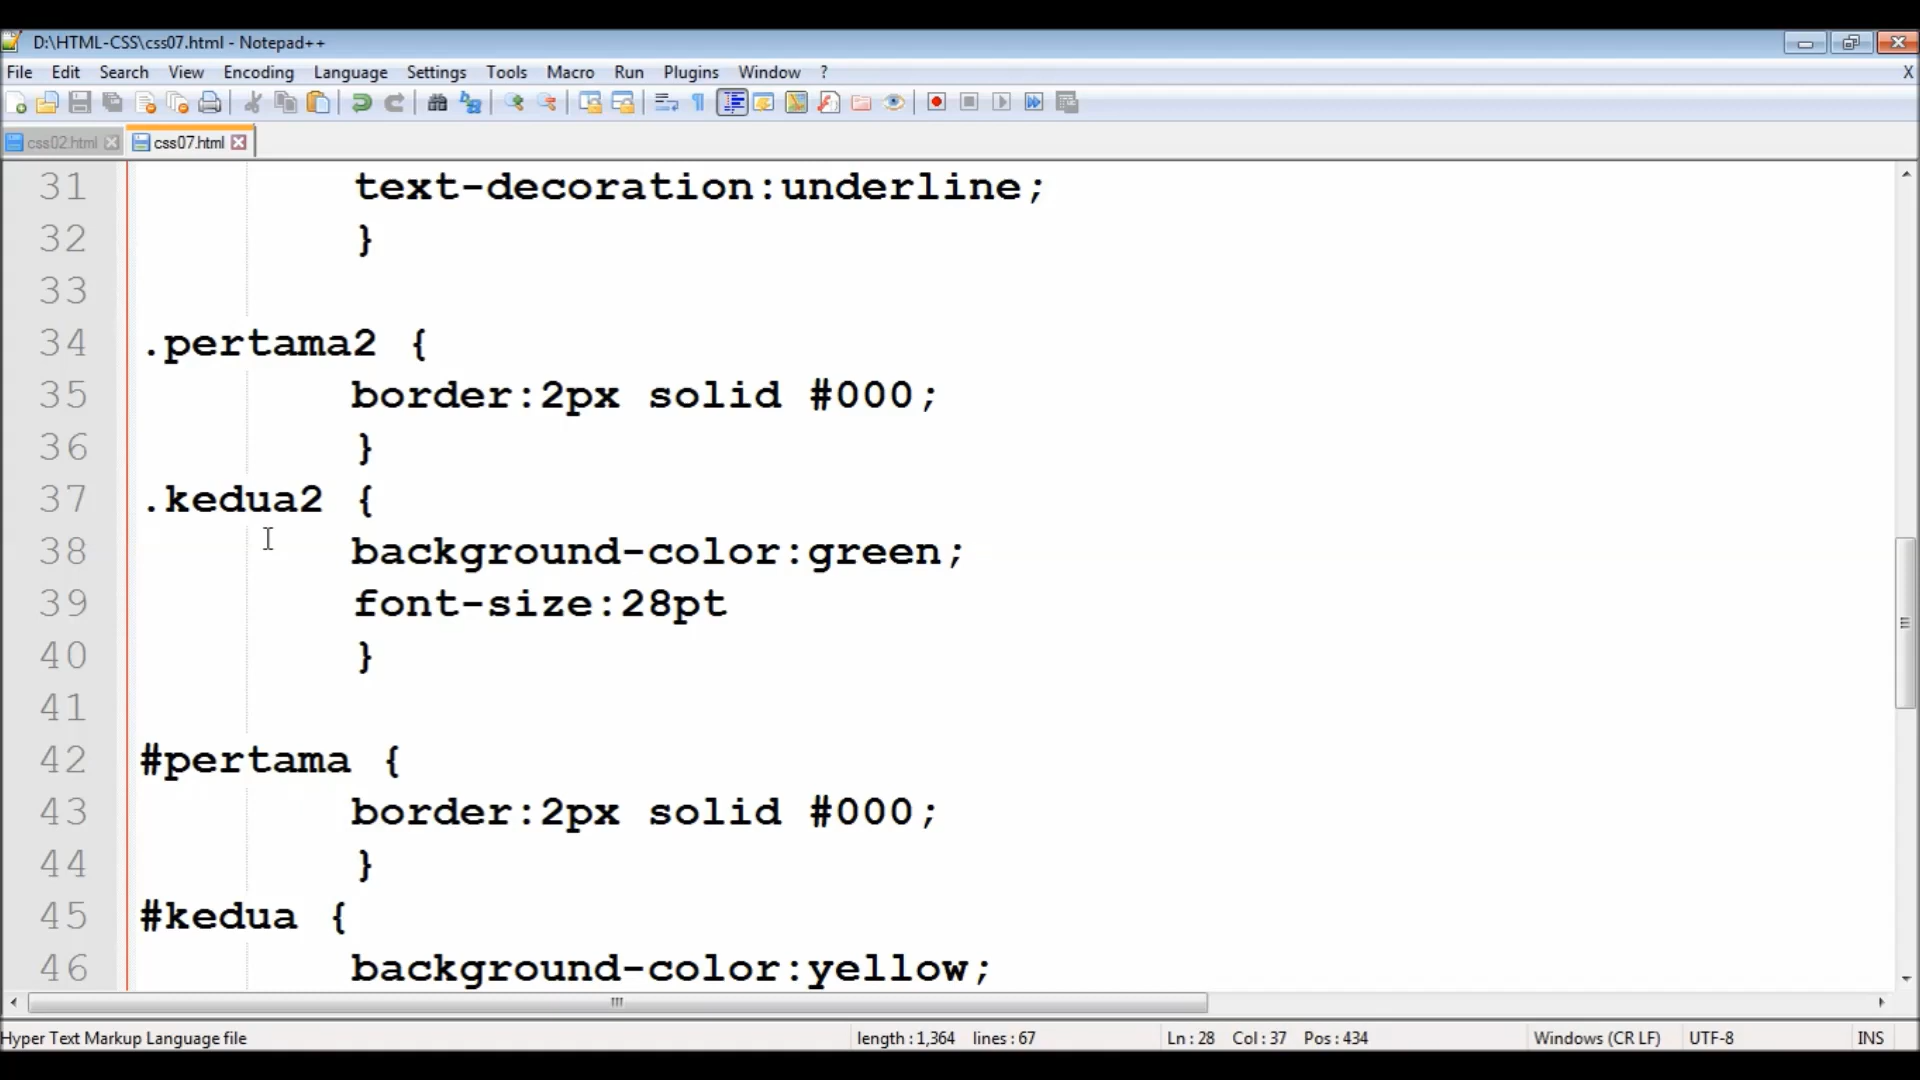 D:\HTML-CSS\css07.html - Notepad++
File Edit Search View Encoding Language Settings Tools Macro Run Plugins Window ? X
css02.html css07.html
31 text-decoration:underline;
32 }
33
34 .pertama2 {
35 border:2px solid #000;
36 }
37 .kedua2 {
38 background-color:green;
39 font-size:28pt
40 }
41
42 #pertama {
43 border:2px solid #000;
44 }
45 #kedua {
46 background-color:yellow;
Hyper Text Markup Language file length : 1,364 lines : 67 Ln : 28 Col : 37 Pos : 434 Windows (CR LF) UTF-8 INS